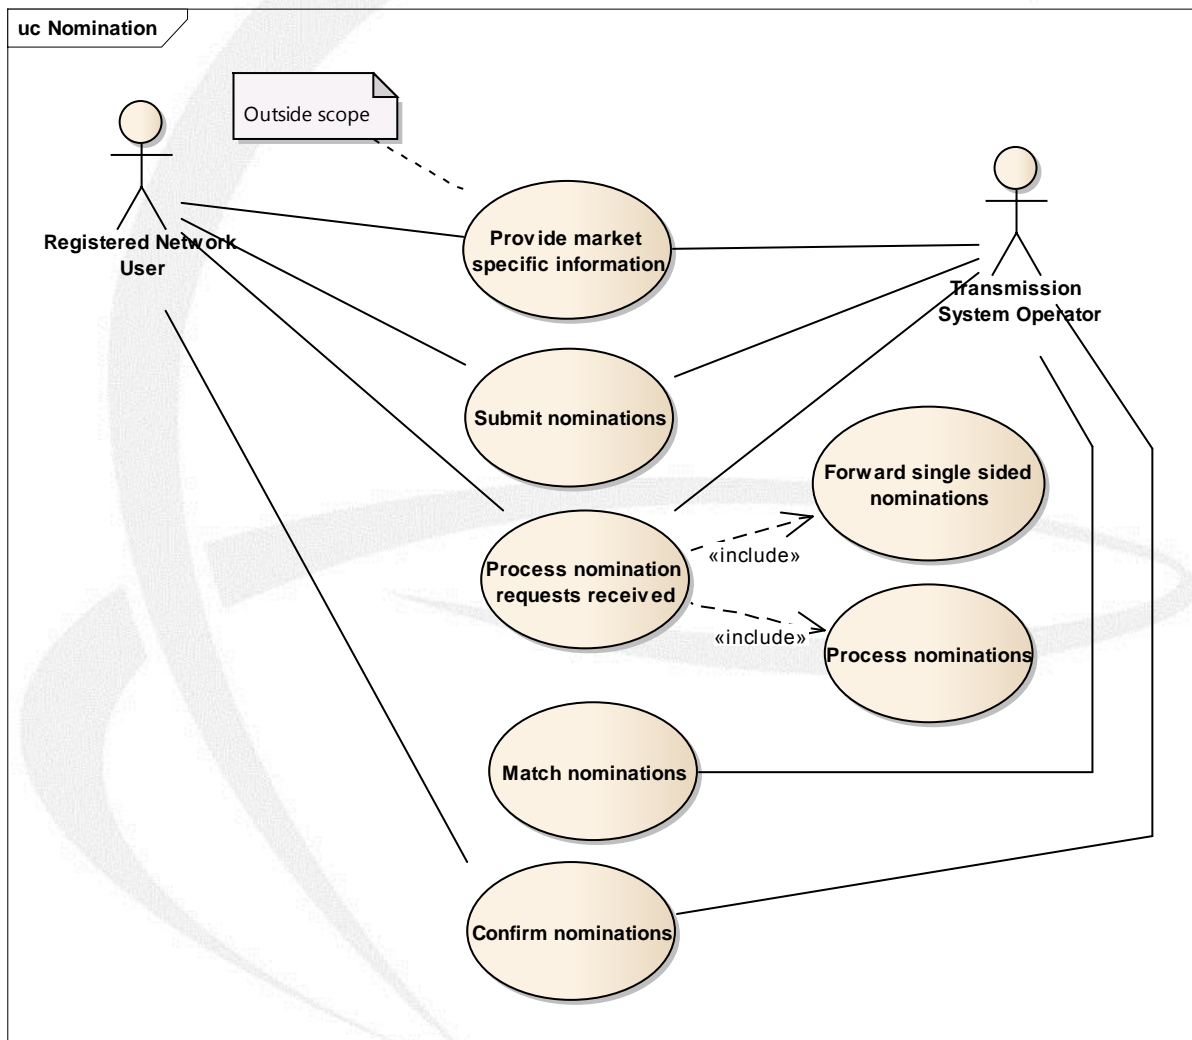 uc Nomination
Outside scope
Registered Network
User
Provide market
specific information
Transmission
System Operator
Submit nominations
Forward single sided
nominations
«include»
Process nomination
requests received
«include»
Process nominations
Match nominations
Confirm nominations